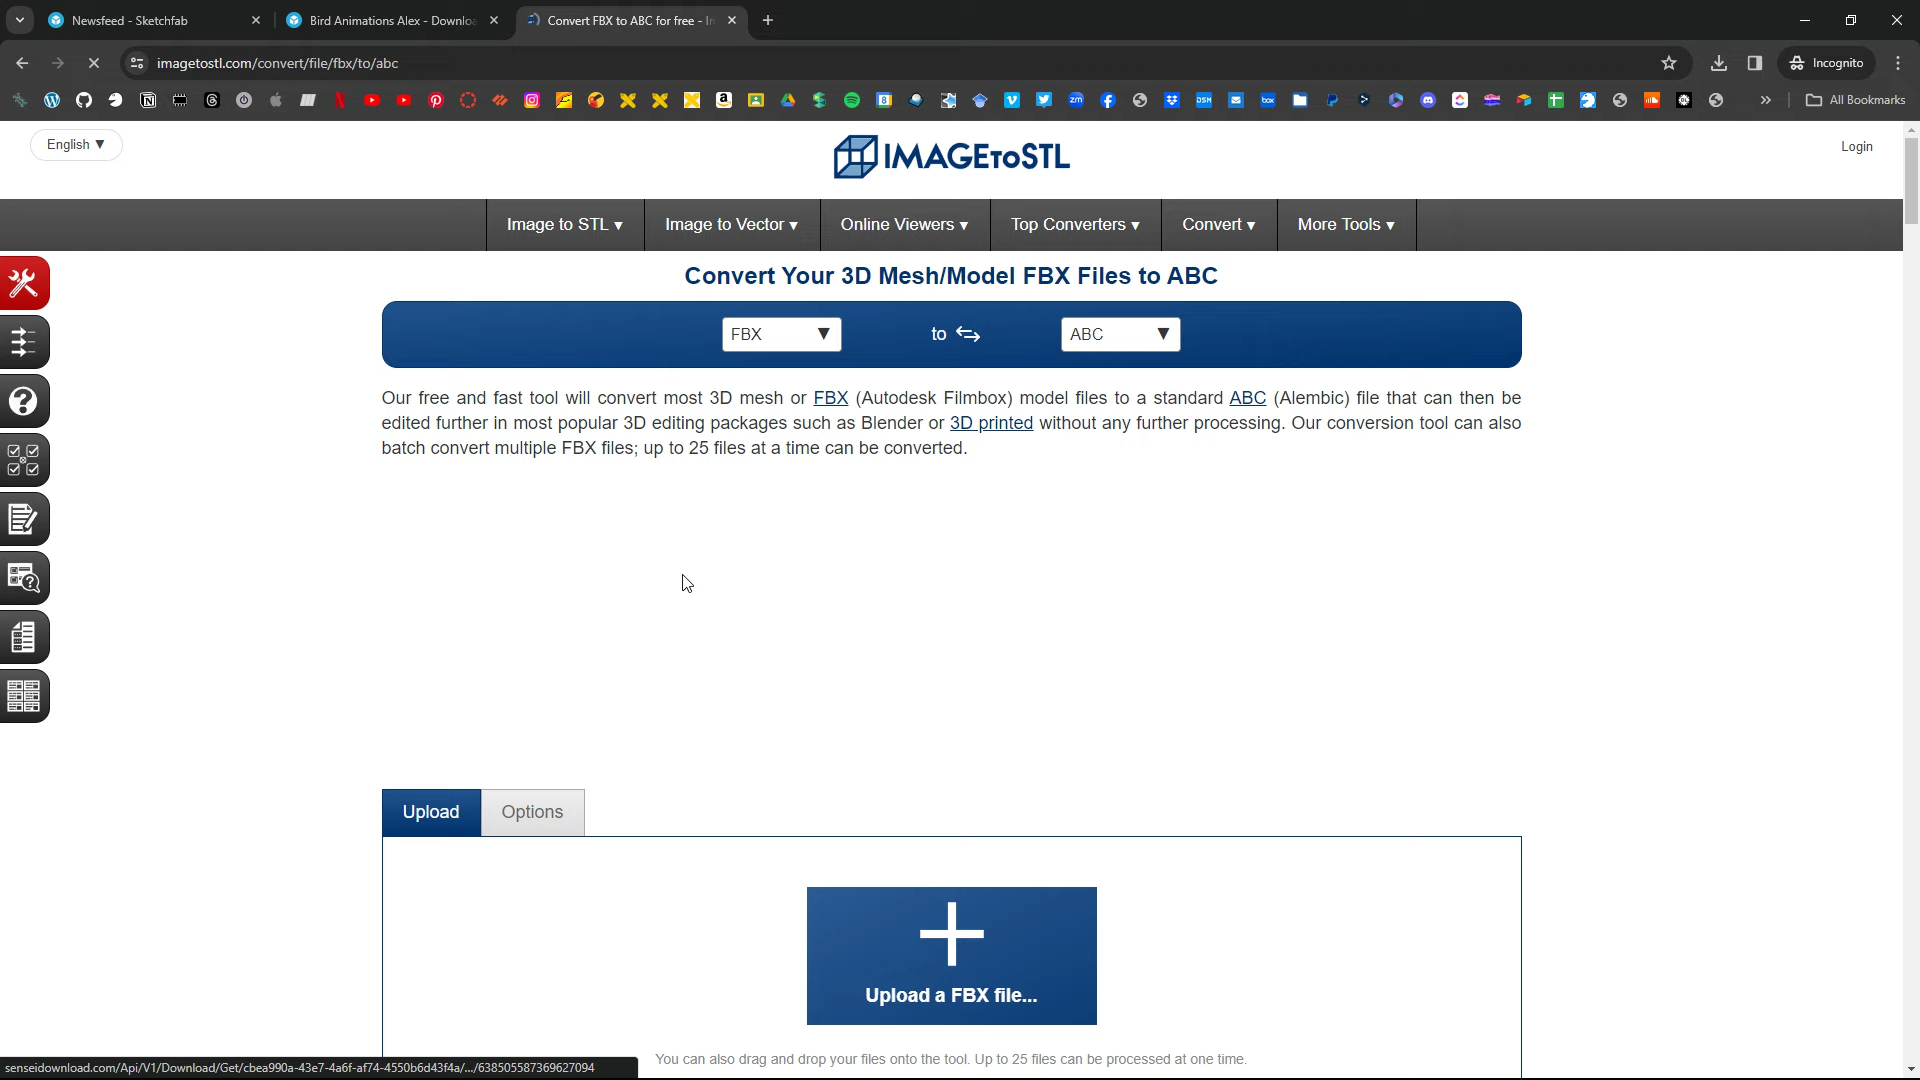 Newsfeed - Sketchfab
Bird Animations Alex - Downlo
Convert FBX to ABC for free - I
imagetostl.com/convert/file/fbx/to/abc
Incognito
All Bookmarks
English ▼
IMAGEtoSTL
Login
Image to STL ▾
Image to Vector ▾
Online Viewers ▾
Top Converters ▾
Convert ▾
More Tools ▾
Convert Your 3D Mesh/Model FBX Files to ABC
FBX ▼
to
ABC ▼
Our free and fast tool will convert most 3D mesh or FBX (Autodesk Filmbox) model files to a standard ABC (Alembic) file that can then be
edited further in most popular 3D editing packages such as Blender or 3D printed without any further processing. Our conversion tool can also
batch convert multiple FBX files; up to 25 files at a time can be converted.
Upload
Options
Upload a FBX file...
You can also drag and drop your files onto the tool. Up to 25 files can be processed at one time.
senseidownload.com/Api/V1/Download/Get/cbea990a-43e7-4a6f-af74-4550b6d43f4a/.../638505587369627094